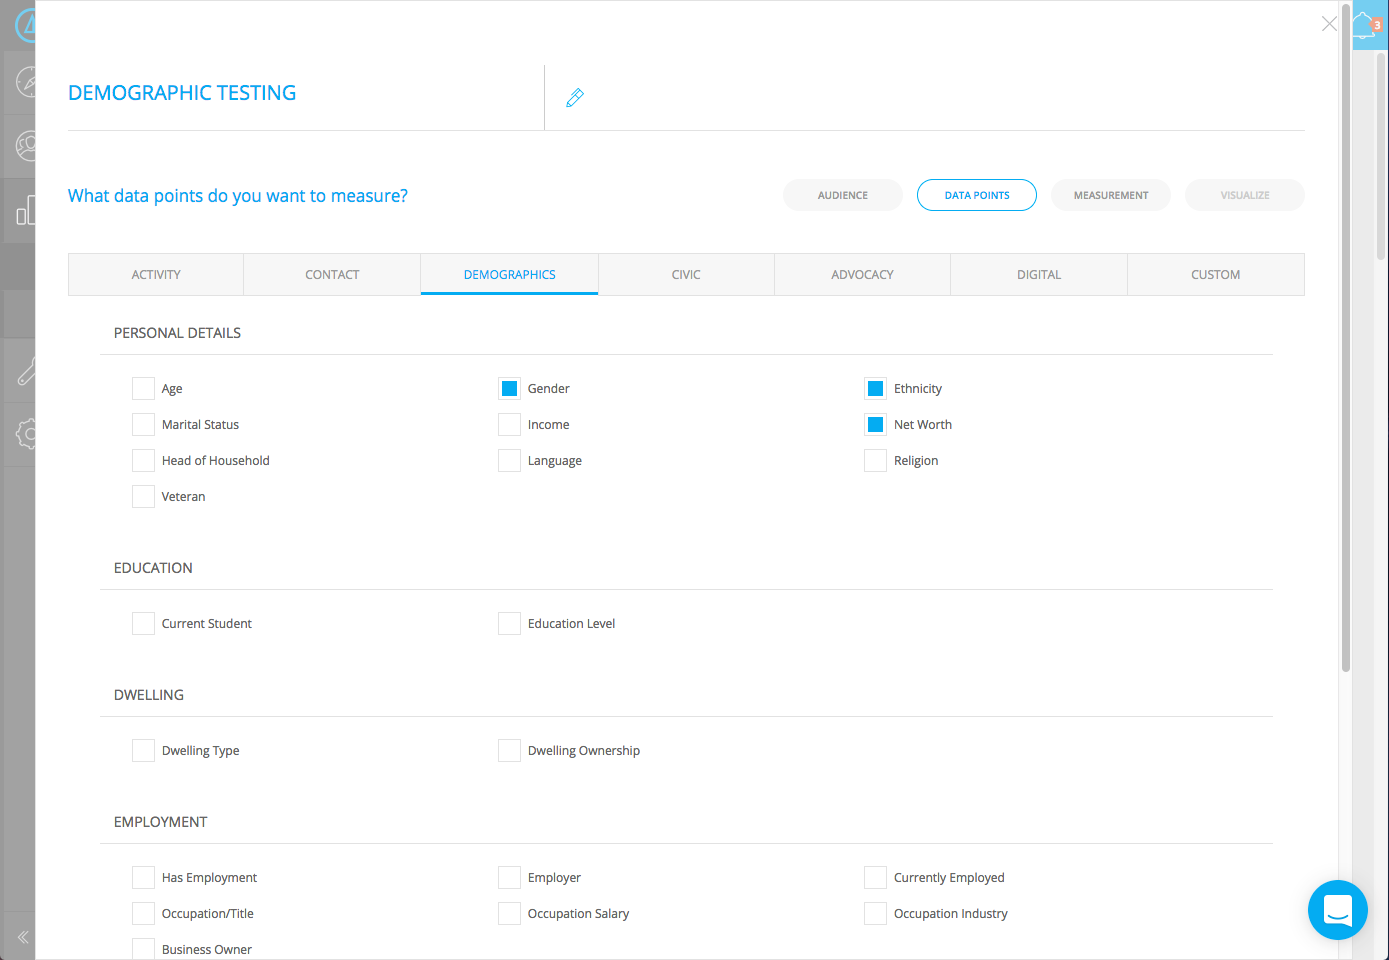 3
DEMOGRAPHIC TESTING
What data points do you want to measure?
AUDIENCE
DATA POINTS
MEASUREMENT
VISUALIZE
ACTIVITY
CONTACT
DEMOGRAPHICS
CIVIC
ADVOCACY
DIGITAL
CUSTOM
PERSONAL DETAILS
Age
Gender
Ethnicity
Marital Status
Income
Net Worth
Head of Household
Language
Religion
Veteran
EDUCATION
Current Student
Education Level
DWELLING
Dwelling Type
Dwelling Ownership
EMPLOYMENT
Has Employment
Employer
Currently Employed
Occupation/Title
Occupation Salary
Occupation Industry
Business Owner